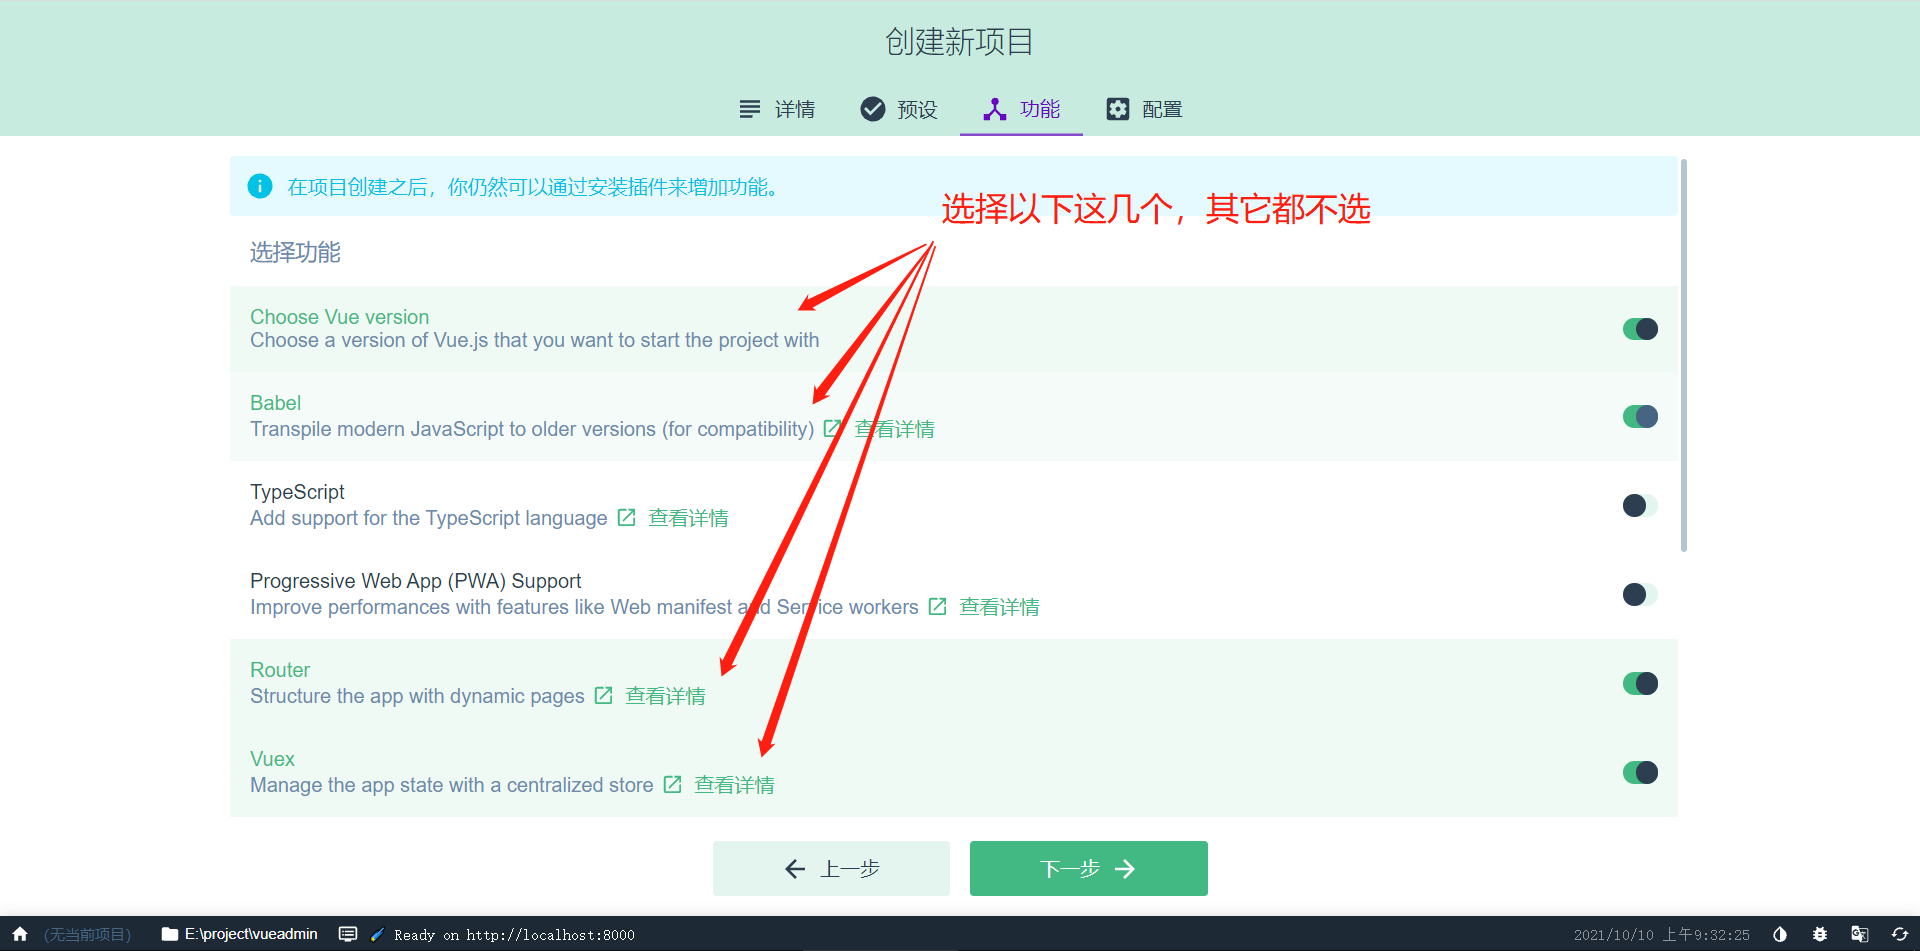 创建新项目
详情 预设 功能 配置
在项目创建之后，你仍然可以通过安装插件来增加功能。
选择以下这几个，其它都不选
选择功能
Choose Vue version
Choose a version of Vue.js that you want to start the project with
Babel
Transpile modern JavaScript to older versions (for compatibility) 查看详情
TypeScript
Add support for the TypeScript language 查看详情
Progressive Web App (PWA) Support
Improve performances with features like Web manifest and Service workers 查看详情
Router
Structure the app with dynamic pages 查看详情
Vuex
Manage the app state with a centralized store 查看详情
上一步 下一步
(无当前项目) E:\project\vueadmin Ready on http://localhost:8000 2021/10/10 上午9:32:25